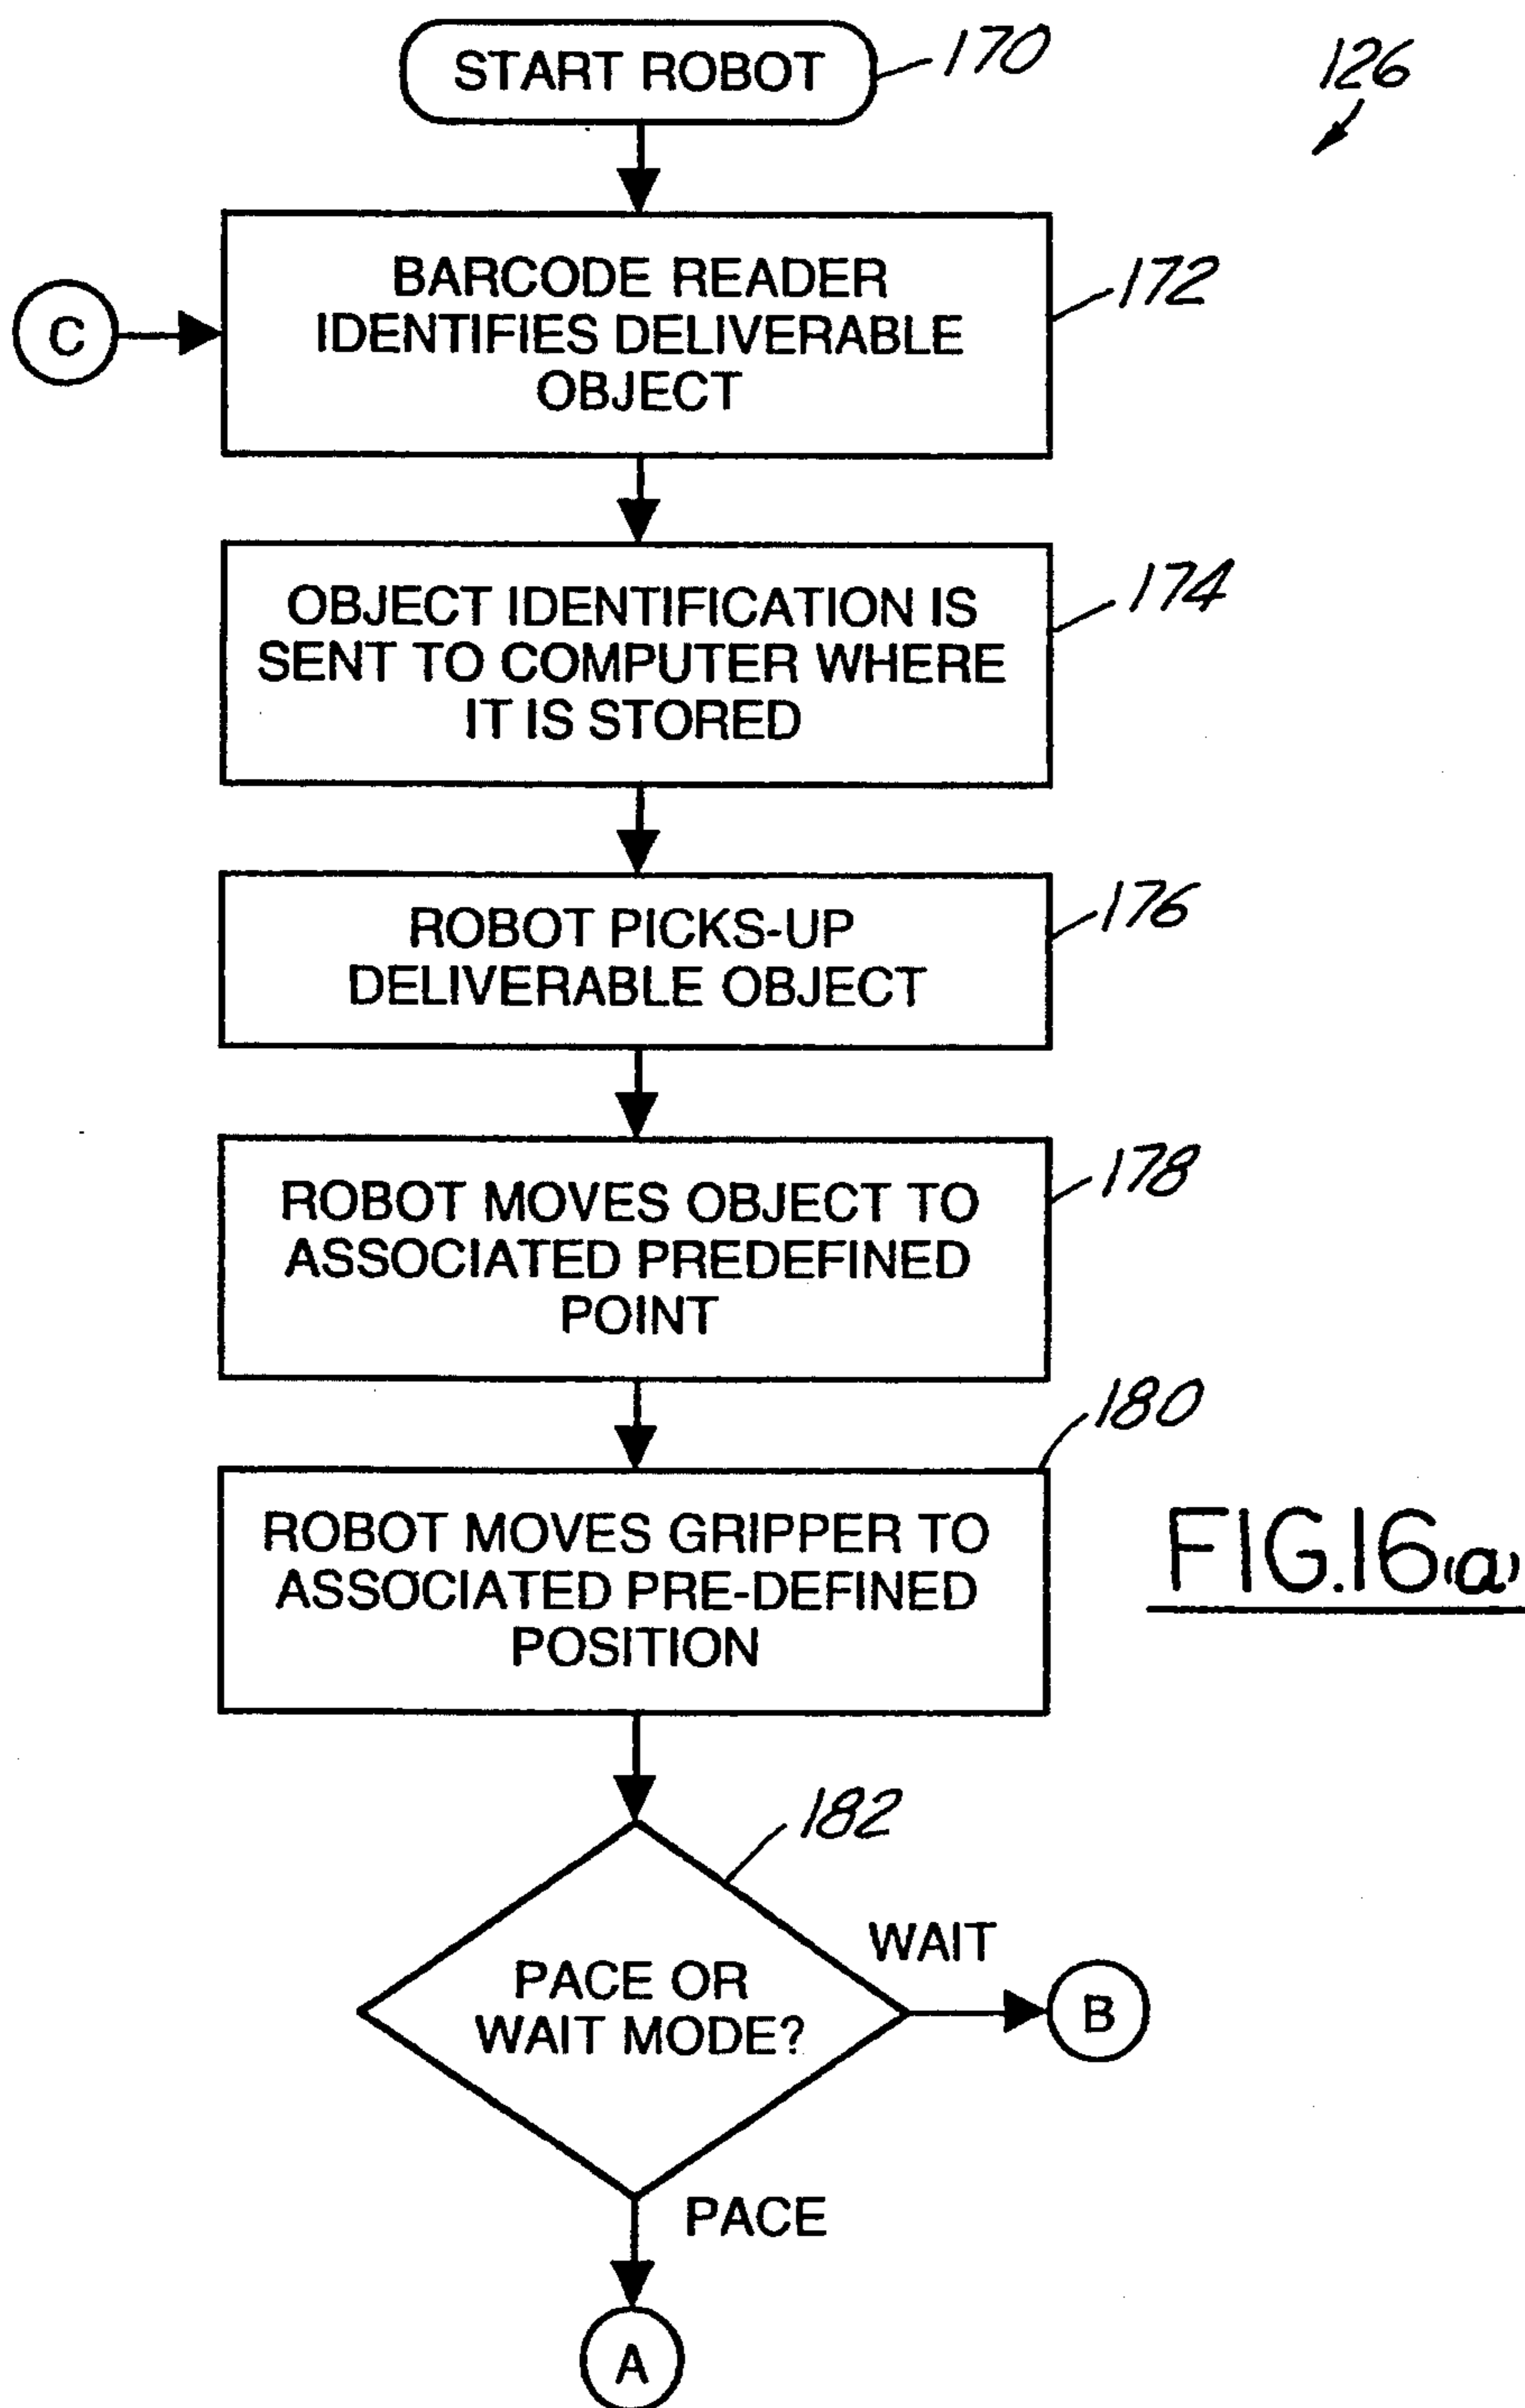 START ROBOT
170
126
BARCODE READER
IDENTIFIES DELIVERABLE
OBJECT
172
C
OBJECT IDENTIFICATION IS
SENT TO COMPUTER WHERE
IT IS STORED
174
ROBOT PICKS-UP
DELIVERABLE OBJECT
176
ROBOT MOVES OBJECT TO
ASSOCIATED PREDEFINED
POINT
178
180
ROBOT MOVES GRIPPER TO
ASSOCIATED PRE-DEFINED
POSITION
FIG.16(a)
182
PACE OR
WAIT MODE?
WAIT
B
PACE
A